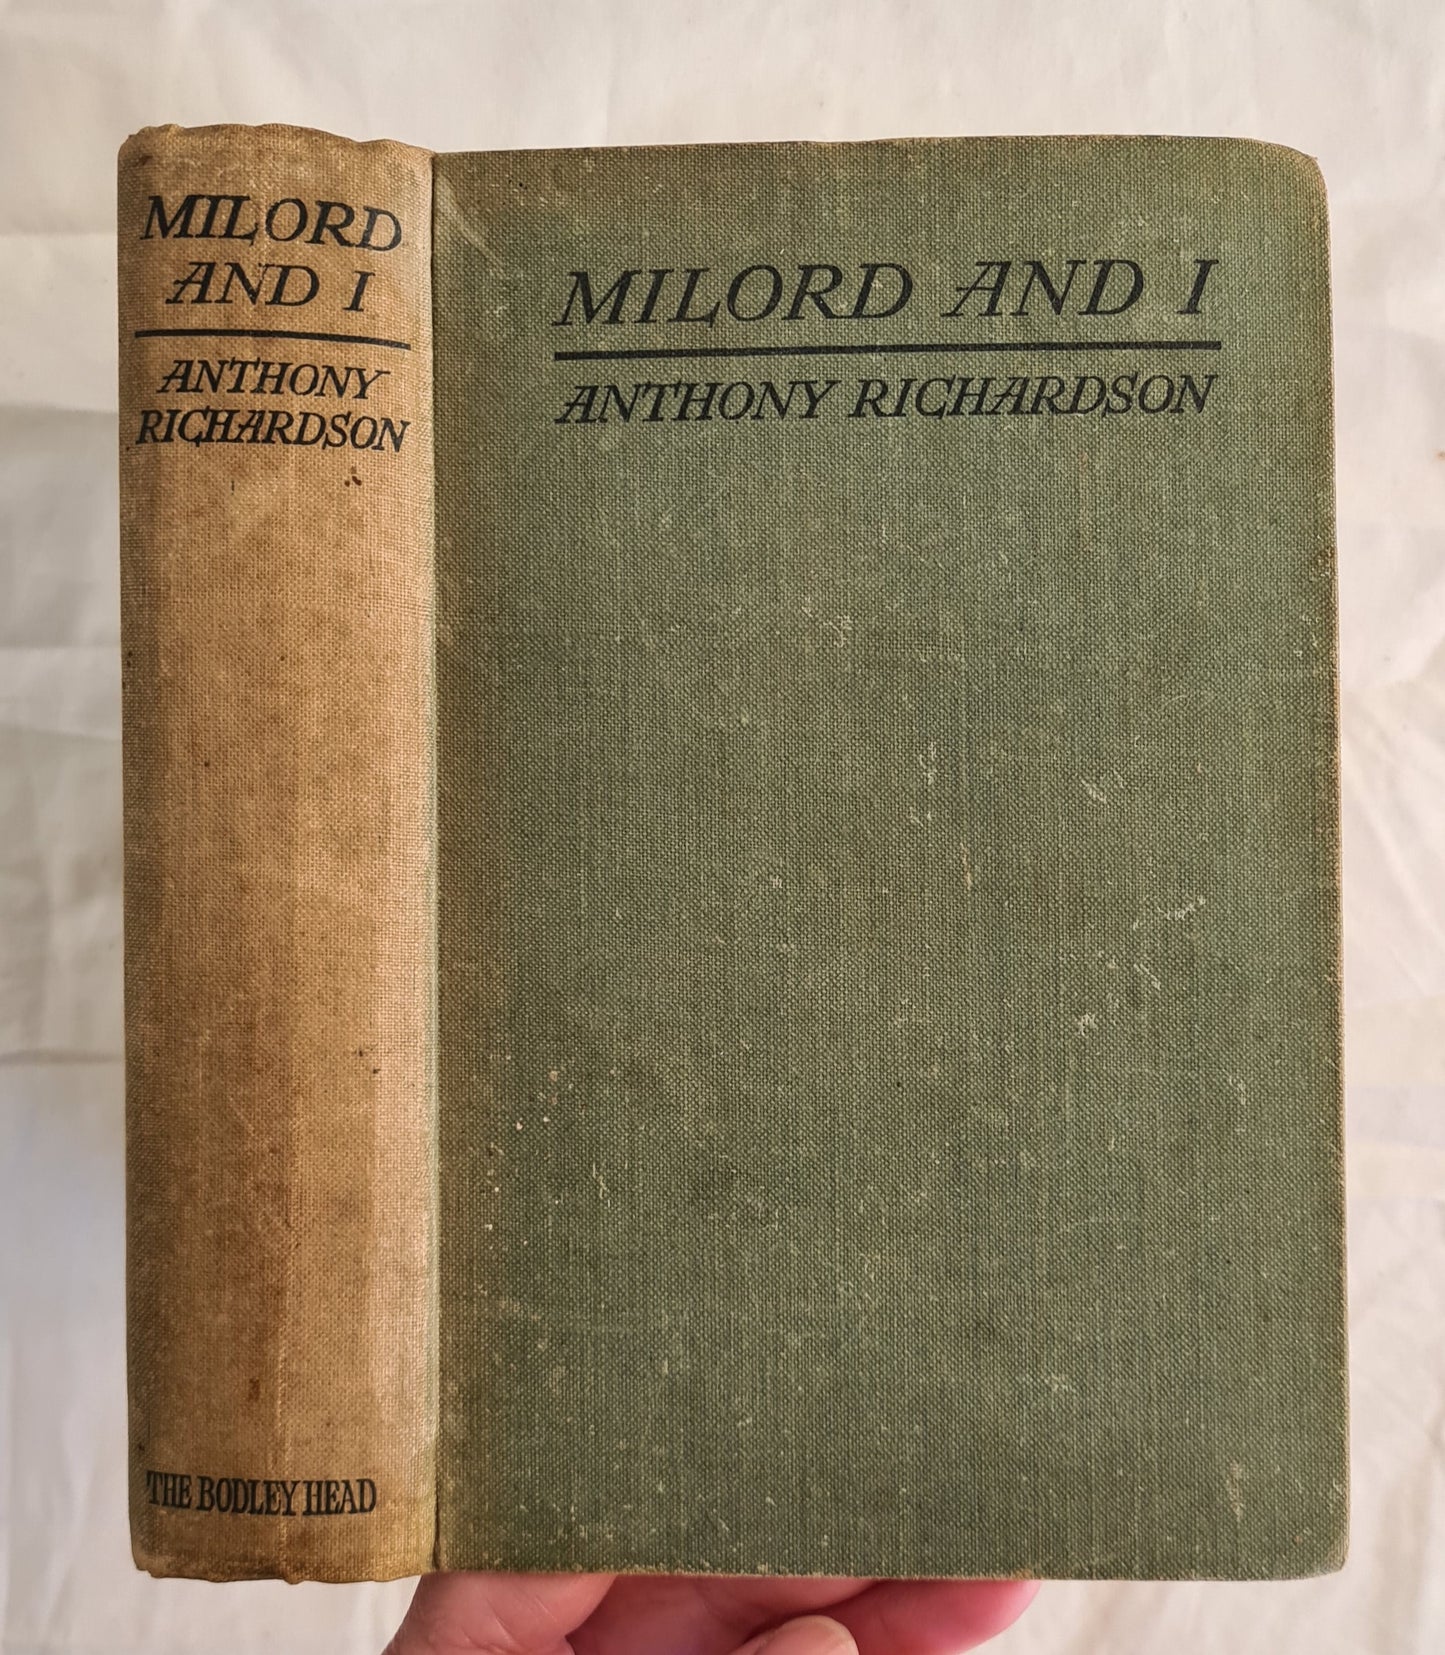 MILORD
AND I
ANTHONY
RICHARDSON
THE BODLEY HEAD
MILORD AND I
ANTHONY RICHARDSON